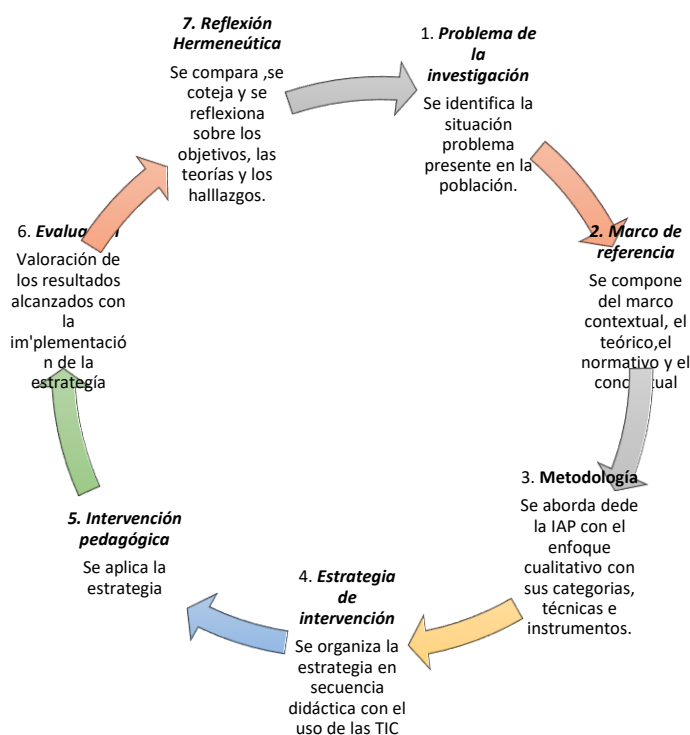 1. Problema de
la
investigación
Se identifica la
situación
problema
presente en la
población.
2. Marco de
referencia
Se compone
del marco
contextual, el
teórico,el
normativo y el
3. Metodología
Se aborda dede
la IAP con el
enfoque
cualitativo con
sus categorias,
técnicas e
instrumentos.
4. Estrategia
de
intervención
Se organiza la
estrategia en
secuencia
didáctica con el
uso de las TIC
5. Intervención
pedagógica
Se aplica la
estrategia
6.
Valoración de
los resultados
alcanzados con
la
im'plementació
n de la
estrategía
7. Reflexión
Hermeneútica
Se compara ,se
coteja y se
reflexiona
sobre los
objetivos, las
teorías y los
halllazgos.